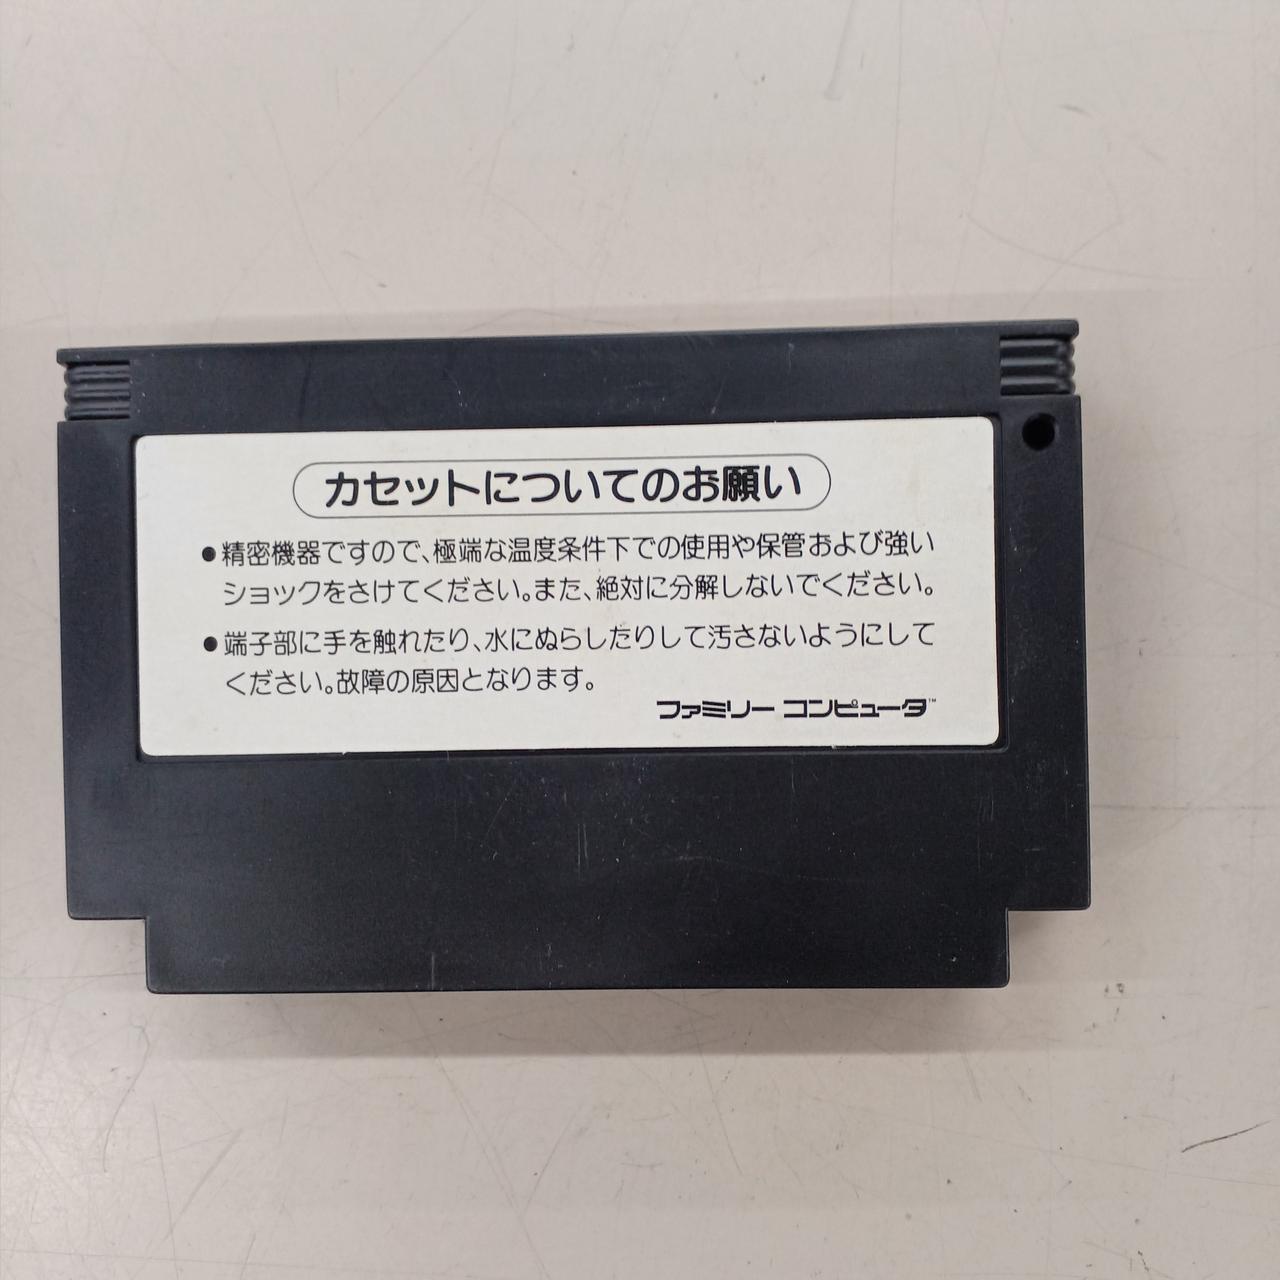 カセットについてのお願い
●精密機器ですので、極端な温度条件下での使用や保管および強い
ショックをさけてください。また、絶対に分解しないでください。
●端子部に手を触れたり、水にぬらしたりして汚さないようにして
ください。故障の原因となります。
ファミリー コンピュータ™